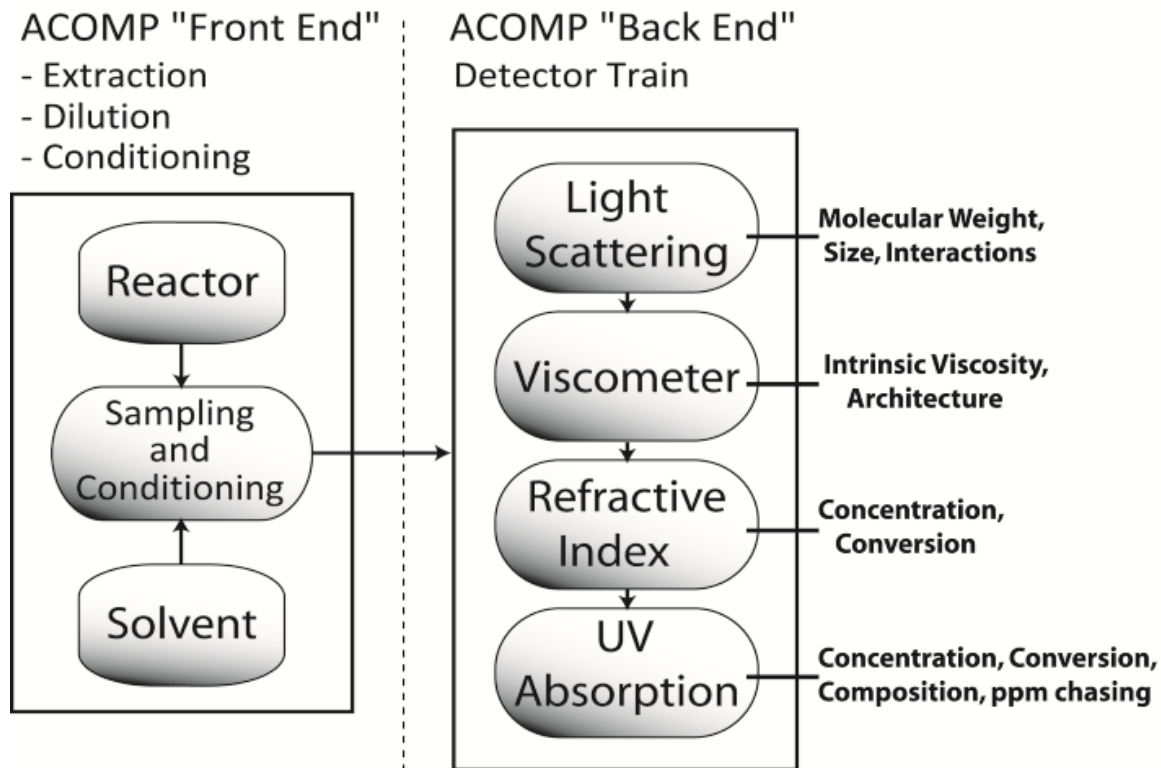 ACOMP "Front End"
- Extraction
- Dilution
- Conditioning
Reactor
Sampling
and
Conditioning
Solvent
ACOMP "Back End"
Detector Train
Light
Scattering
Molecular Weight,
Size, Interactions
Viscometer
Intrinsic Viscosity,
Architecture
Refractive
Index
Concentration,
Conversion
UV
Absorption
Concentration, Conversion,
Composition, ppm chasing